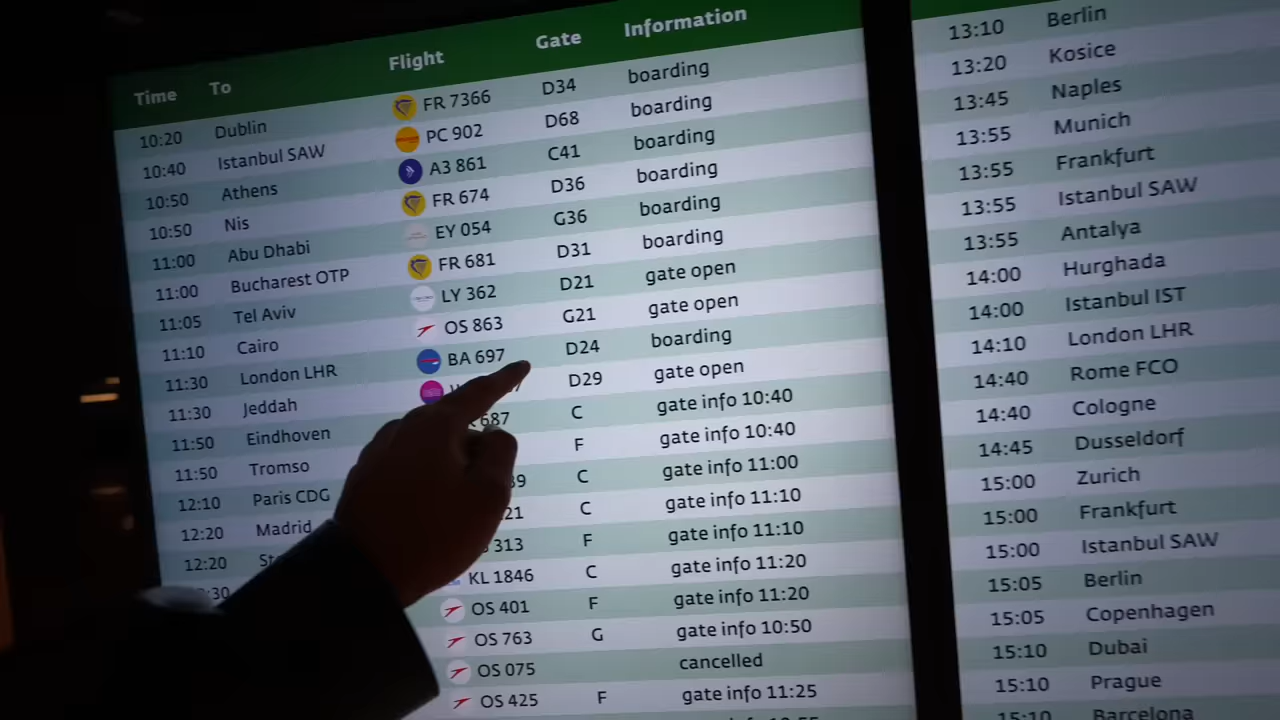 Time To Flight Gate Information
10:20 Dublin FR 7366 D34 boarding
10:40 Istanbul SAW PC 902 D68 boarding
10:50 Athens A3 861 C41 boarding
10:50 Nis FR 674 D36 boarding
11:00 Abu Dhabi EY 054 G36 boarding
11:00 Bucharest OTP FR 681 D31 boarding
11:05 Tel Aviv LY 362 D21 gate open
11:10 Cairo OS 863 G21 gate open
11:30 London LHR BA 697 D24 boarding
11:30 Jeddah D29 gate open
11:50 Eindhoven 687 C gate info 10:40
11:50 Tromso F gate info 10:40
12:10 Paris CDG C gate info 11:00
12:20 Madrid C gate info 11:10
12:20 313 F gate info 11:10
KL 1846 C gate info 11:20
OS 401 F gate info 11:20
OS 763 G gate info 10:50
OS 075 cancelled
OS 425 F gate info 11:25
13:10 Berlin
13:20 Kosice
13:45 Naples
13:55 Munich
13:55 Frankfurt
13:55 Istanbul SAW
13:55 Antalya
14:00 Hurghada
14:00 Istanbul IST
14:10 London LHR
14:40 Rome FCO
14:40 Cologne
14:45 Dusseldorf
15:00 Zurich
15:00 Frankfurt
15:00 Istanbul SAW
15:05 Berlin
15:05 Copenhagen
15:10 Dubai
15:10 Prague
15:10 Barcelona